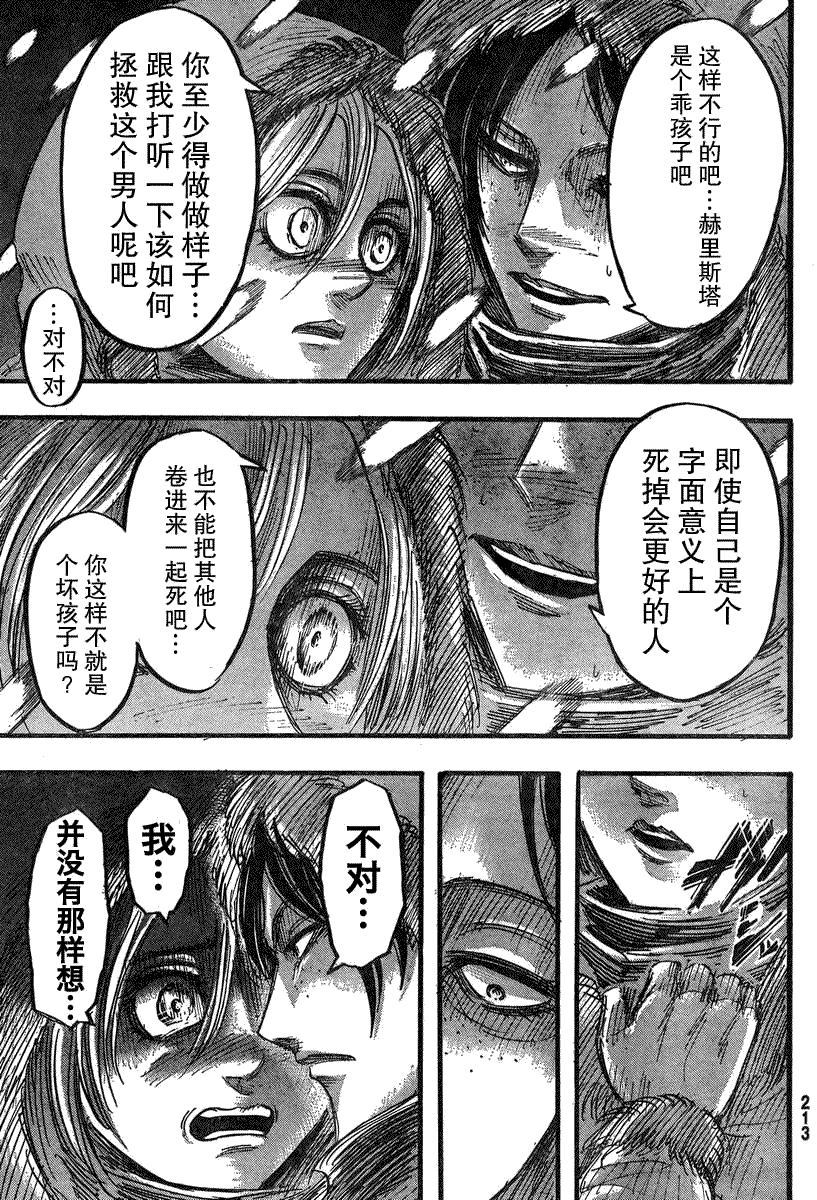 这样不行的吧…赫里斯塔
是个乖孩子吧
你至少得做做样子…
跟我打听一下该如何
拯救这个男人呢吧
…对不对
即使自己是个
字面意义上
死掉会更好的人
也不能把其他人
卷进来一起死吧…
你这样不就是
个坏孩子吗？
不对…
我…
并没有那样想…
213